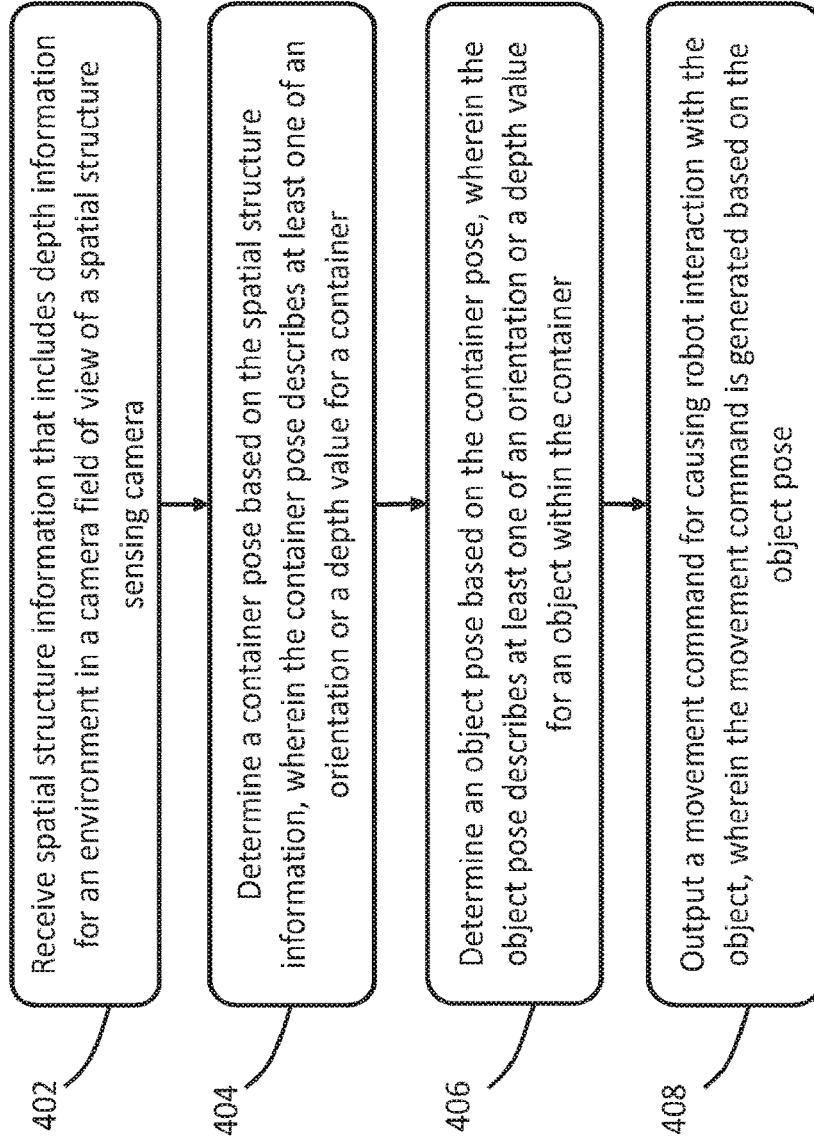 402
Receive spatial structure information that includes depth information
for an environment in a camera field of view of a spatial structure
sensing camera
404
Determine a container pose based on the spatial structure
information, wherein the container pose describes at least one of an
orientation or a depth value for a container
406
Determine an object pose based on the container pose, wherein the
object pose describes at least one of an orientation or a depth value
for an object within the container
408
Output a movement command for causing robot interaction with the
object, wherein the movement command is generated based on the
object pose